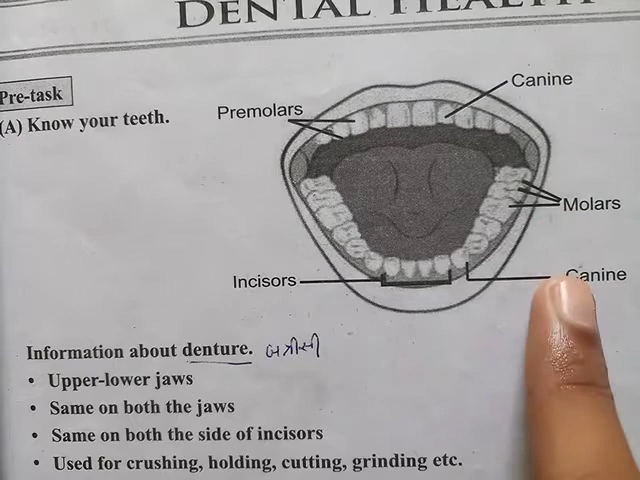 DENTAL HEALTH
Pre-task
(A) Know your teeth.
Canine
Premolars
Molars
Incisors
Canine
Information about denture. બત્રીસી
• Upper-lower jaws
• Same on both the jaws
• Same on both the side of incisors
• Used for crushing, holding, cutting, grinding etc.